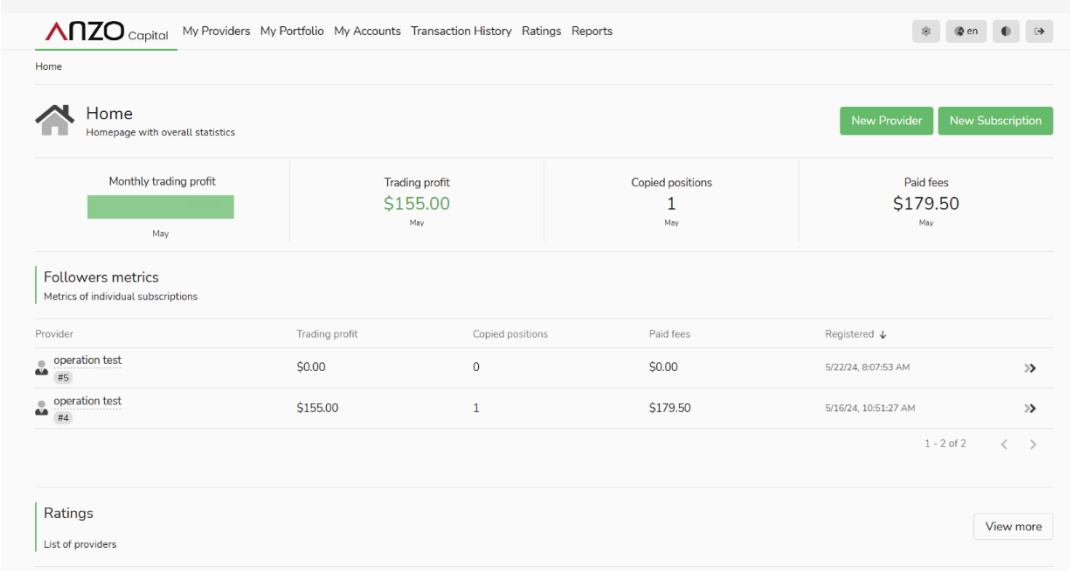 ANZO Capital My Providers My Portfolio My Accounts Transaction History Ratings Reports en
Home
Home
Homepage with overall statistics
New Provider New Subscription
Monthly trading profit
May
Trading profit
$155.00
May
Copied positions
1
May
Paid fees
$179.50
May
Followers metrics
Metrics of individual subscriptions
Provider Trading profit Copied positions Paid fees Registered ↓
operation test
#5
$0.00 0 $0.00 5/22/24, 8:07:53 AM
operation test
#4
$155.00 1 $179.50 5/16/24, 10:51:27 AM
1 - 2 of 2
Ratings
List of providers
View more